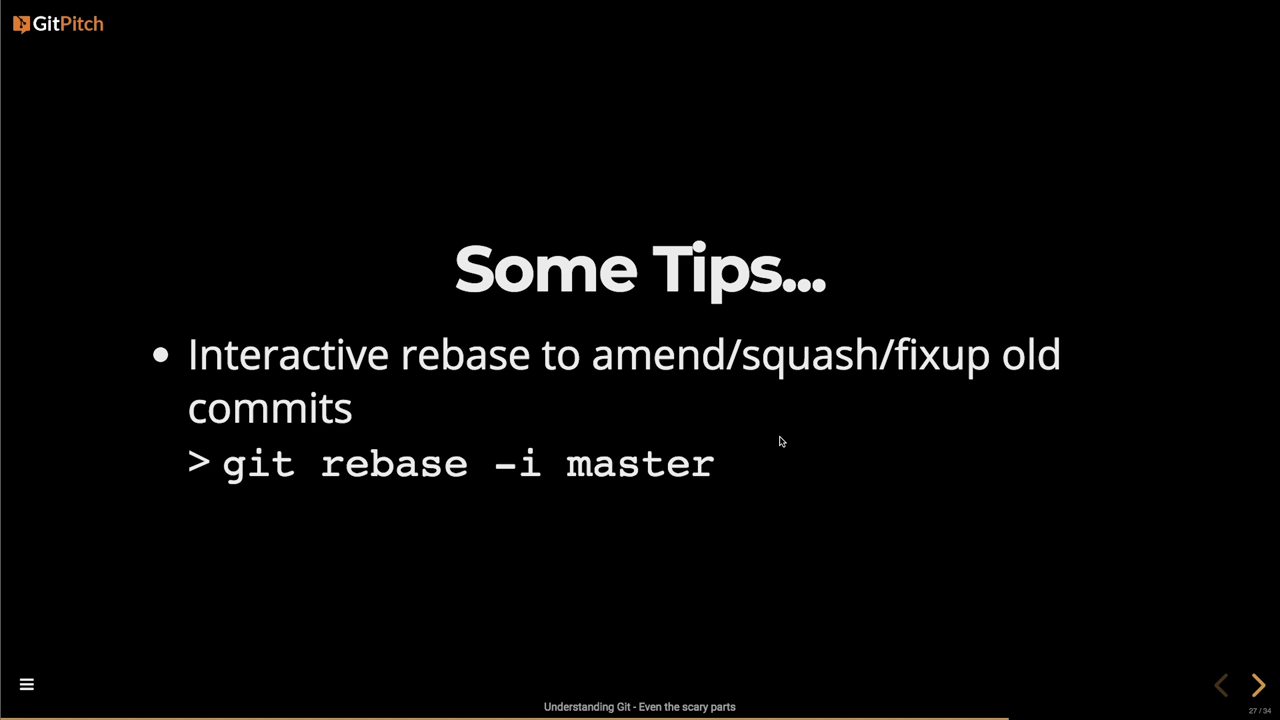 GitPitch
Some Tips...
• Interactive rebase to amend/squash/fixup old
commits
> git rebase -i master
Understanding Git - Even the scary parts
27 / 34